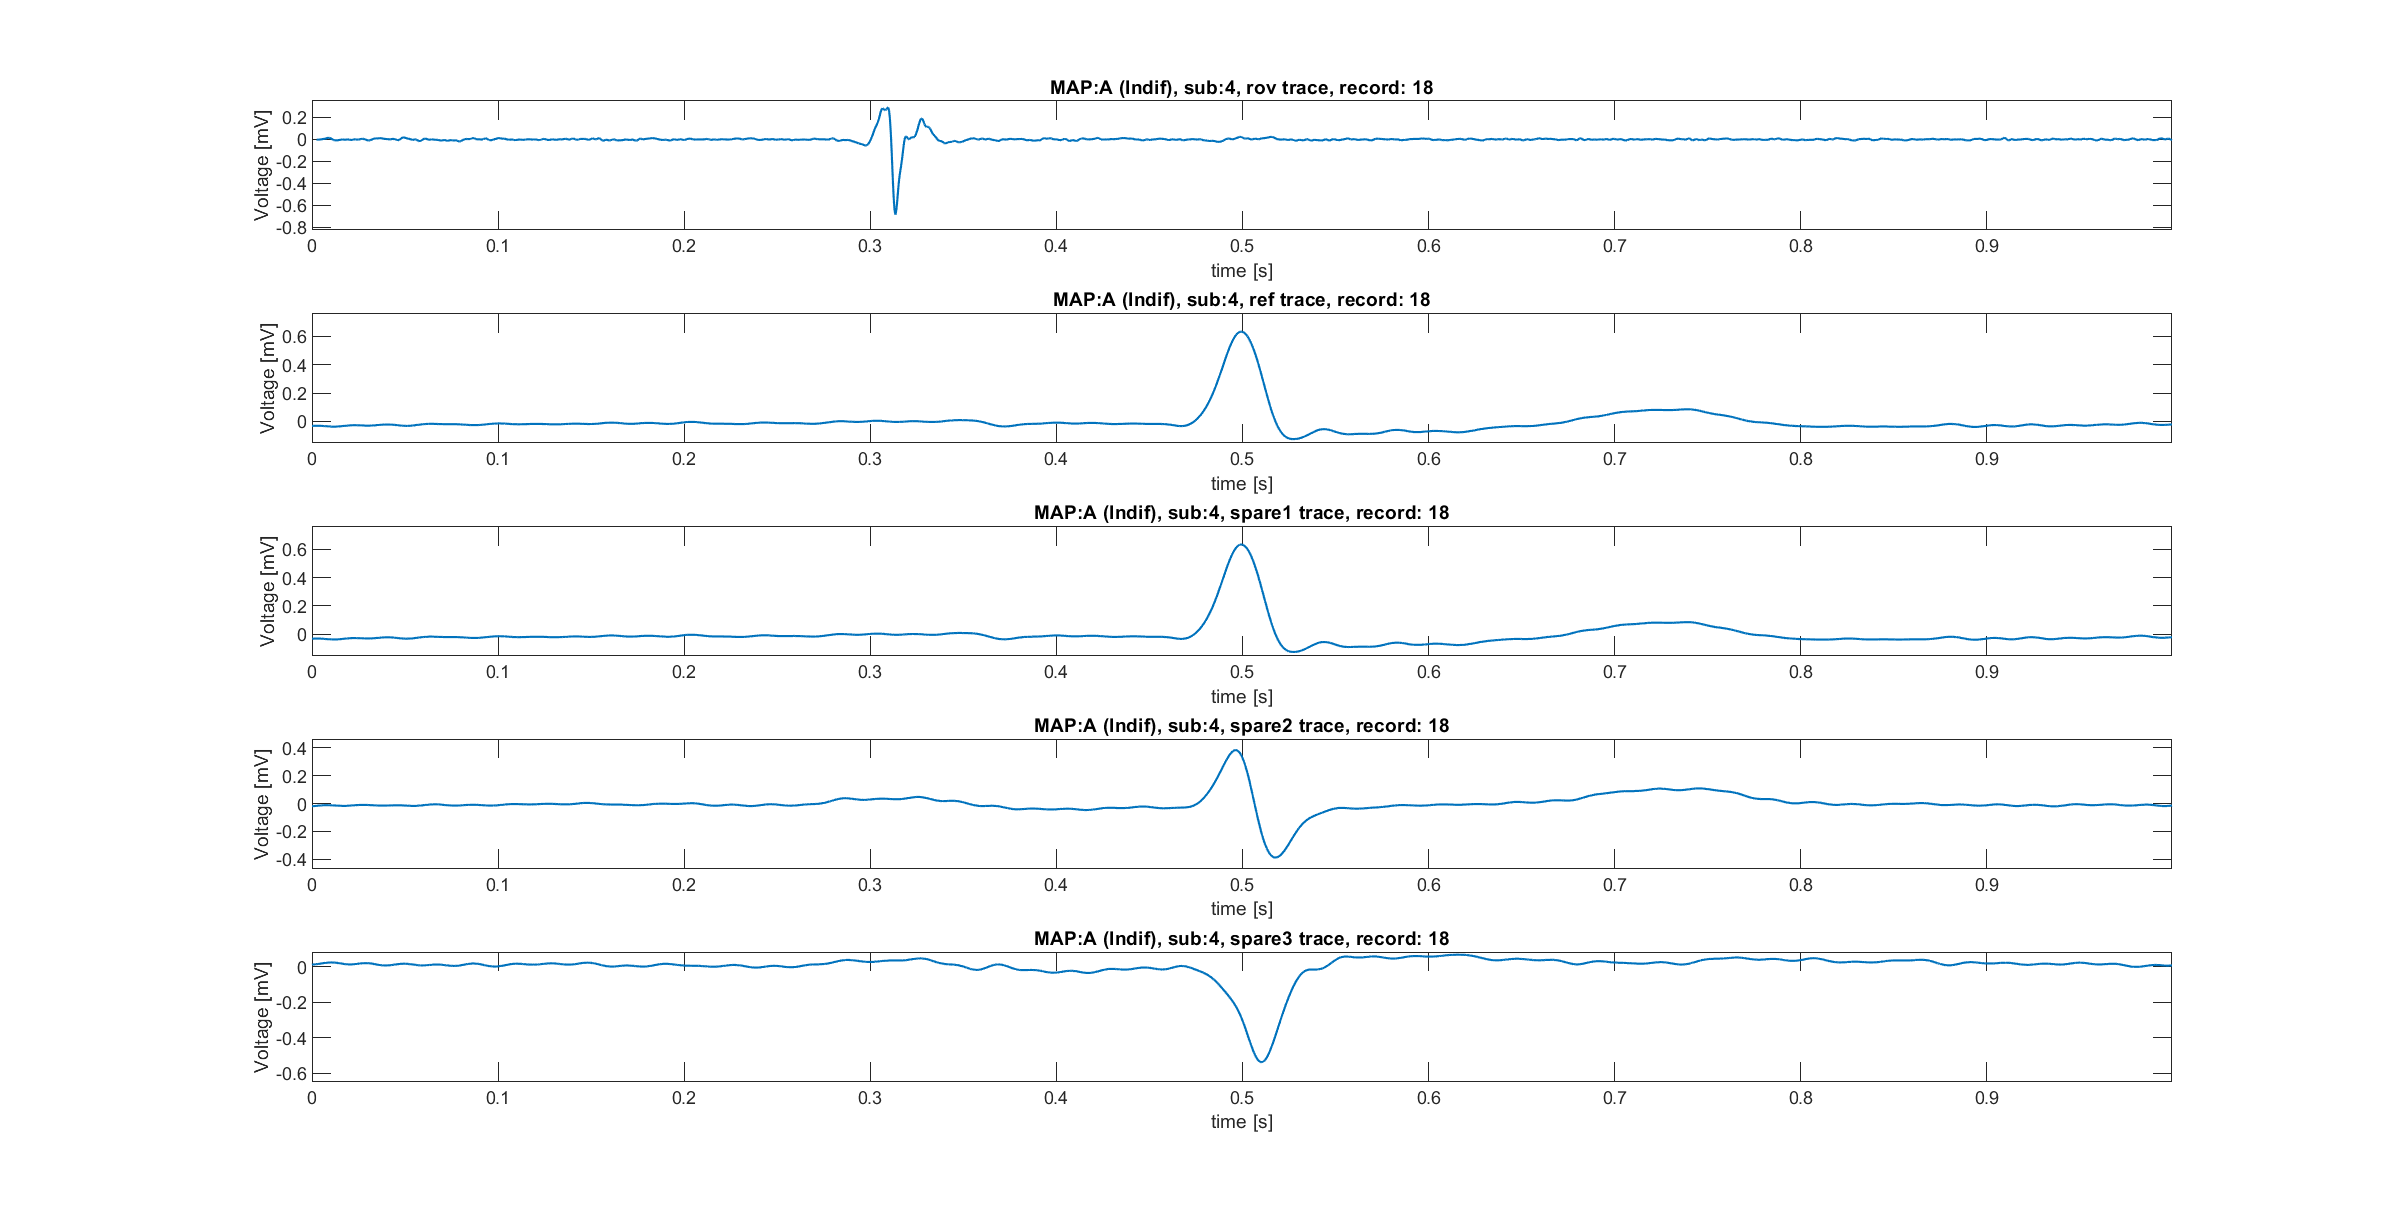 MAP:A (Indif), sub:4, rov trace, record: 18
Voltage [mV]
0.2
0
-0.2
-0.4
-0.6
-0.8
0 0.1 0.2 0.3 0.4 0.5 0.6 0.7 0.8 0.9
time [s]
MAP:A (Indif), sub:4, ref trace, record: 18
Voltage [mV]
0.6
0.4
0.2
0
0 0.1 0.2 0.3 0.4 0.5 0.6 0.7 0.8 0.9
time [s]
MAP:A (Indif), sub:4, spare1 trace, record: 18
Voltage [mV]
0.6
0.4
0.2
0
0 0.1 0.2 0.3 0.4 0.5 0.6 0.7 0.8 0.9
time [s]
MAP:A (Indif), sub:4, spare2 trace, record: 18
Voltage [mV]
0.4
0.2
0
-0.2
-0.4
0 0.1 0.2 0.3 0.4 0.5 0.6 0.7 0.8 0.9
time [s]
MAP:A (Indif), sub:4, spare3 trace, record: 18
Voltage [mV]
0
-0.2
-0.4
-0.6
0 0.1 0.2 0.3 0.4 0.5 0.6 0.7 0.8 0.9
time [s]